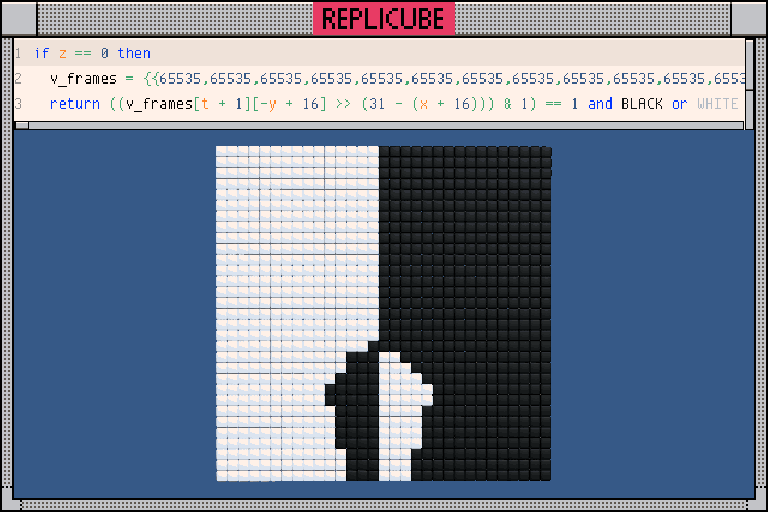 REPLICUBE
1 if z == 0 then
2 v_frames = {{65535,65535,65535,65535,65535,65535,65535,65535,65535,65535,65535,6553
3 return ((v_frames[t + 1][-y + 16] >> (31 - (x + 16))) & 1) == 1 and BLACK or WHITE